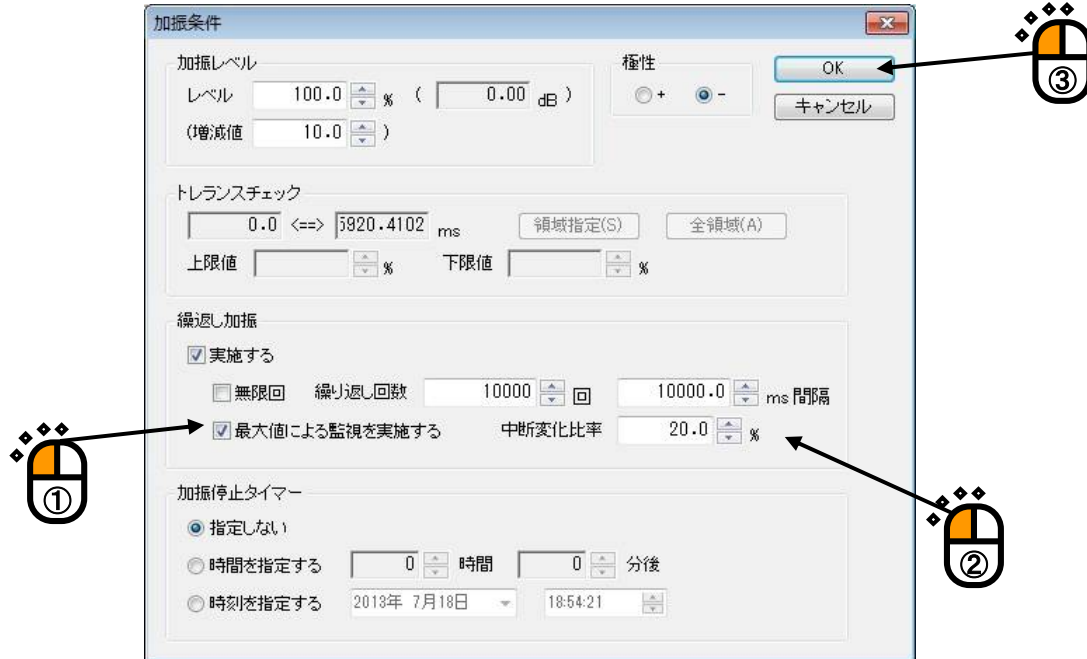 加振条件
加振レベル
レベル 100.0 % ( 0.00 dB )
(増減値 10.0 )
極性
+ -
OK
キャンセル
③
トレランスチェック
0.0 <==> 5920.4102 ms 領域指定(S) 全領域(A)
上限値 % 下限値 %
繰返し加振
実施する
無限回 繰り返し回数 10000 回 10000.0 ms 間隔
最大値による監視を実施する 中断変化比率 20.0 %
①
②
加振停止タイマー
指定しない
時間を指定する 0 時間 0 分後
時刻を指定する 2013年 7月18日 18:54:21